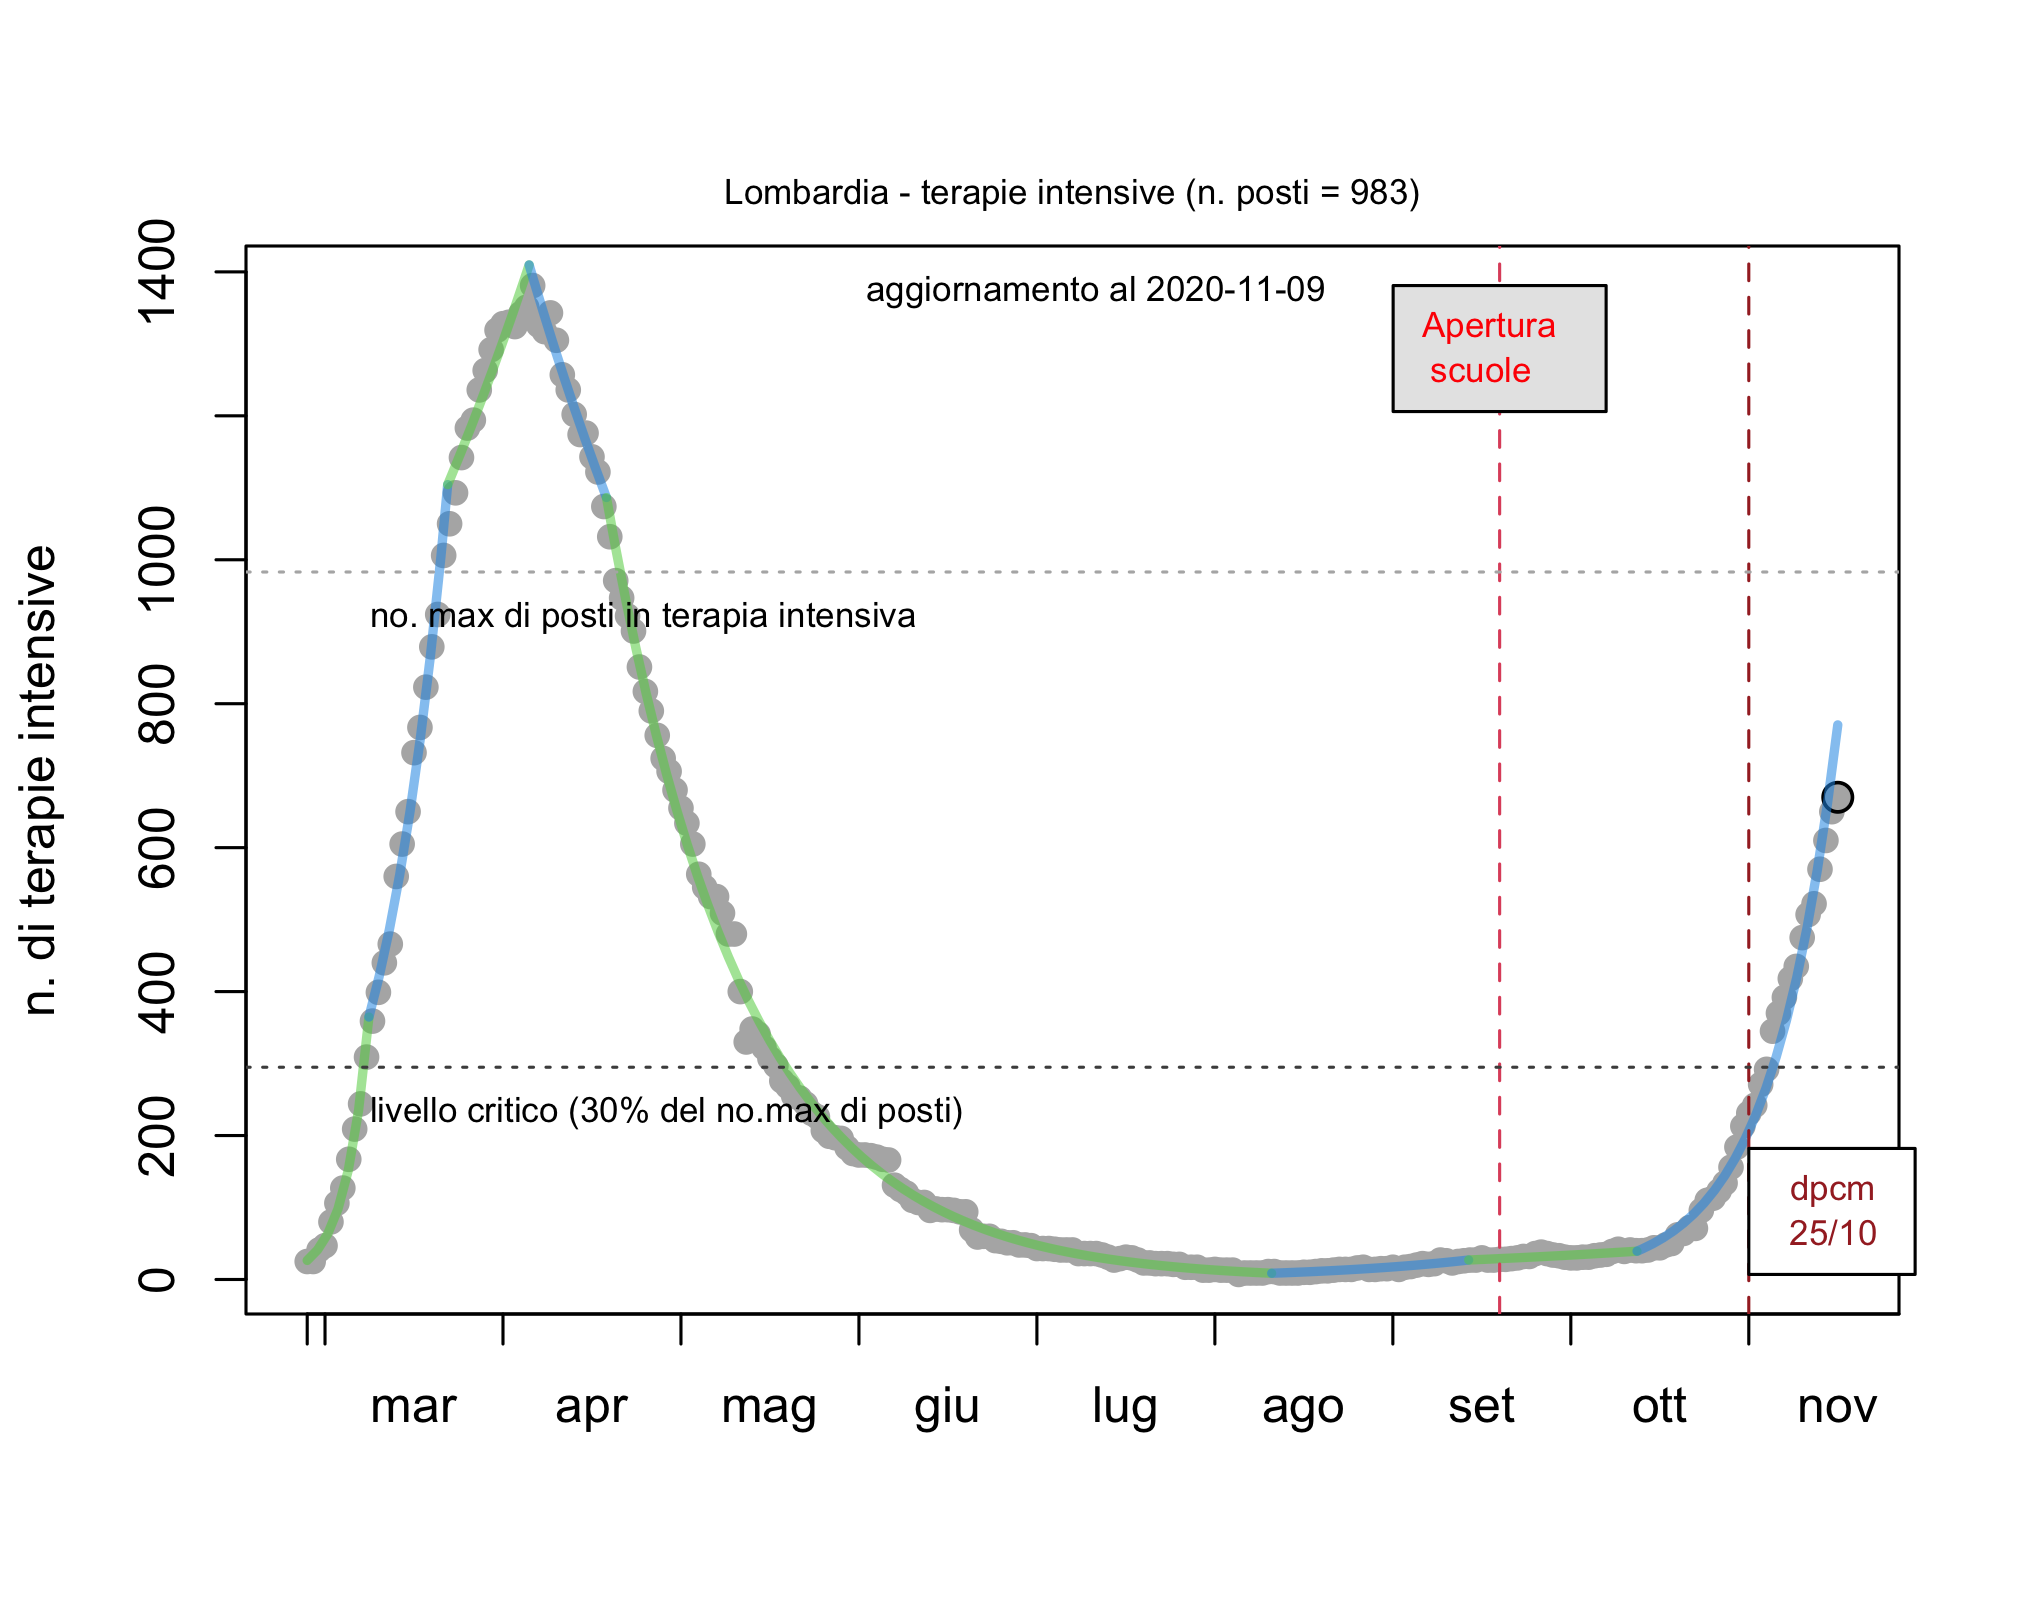 Lombardia - terapie intensive (n. posti = 983)
aggiornamento al 2020-11-09
Apertura
scuole
n. di terapie intensive
1400
1000
800
600
400
200
0
no. max di posti in terapia intensiva
livello critico (30% del no.max di posti)
dpcm
25/10
mar apr mag giu lug ago set ott nov